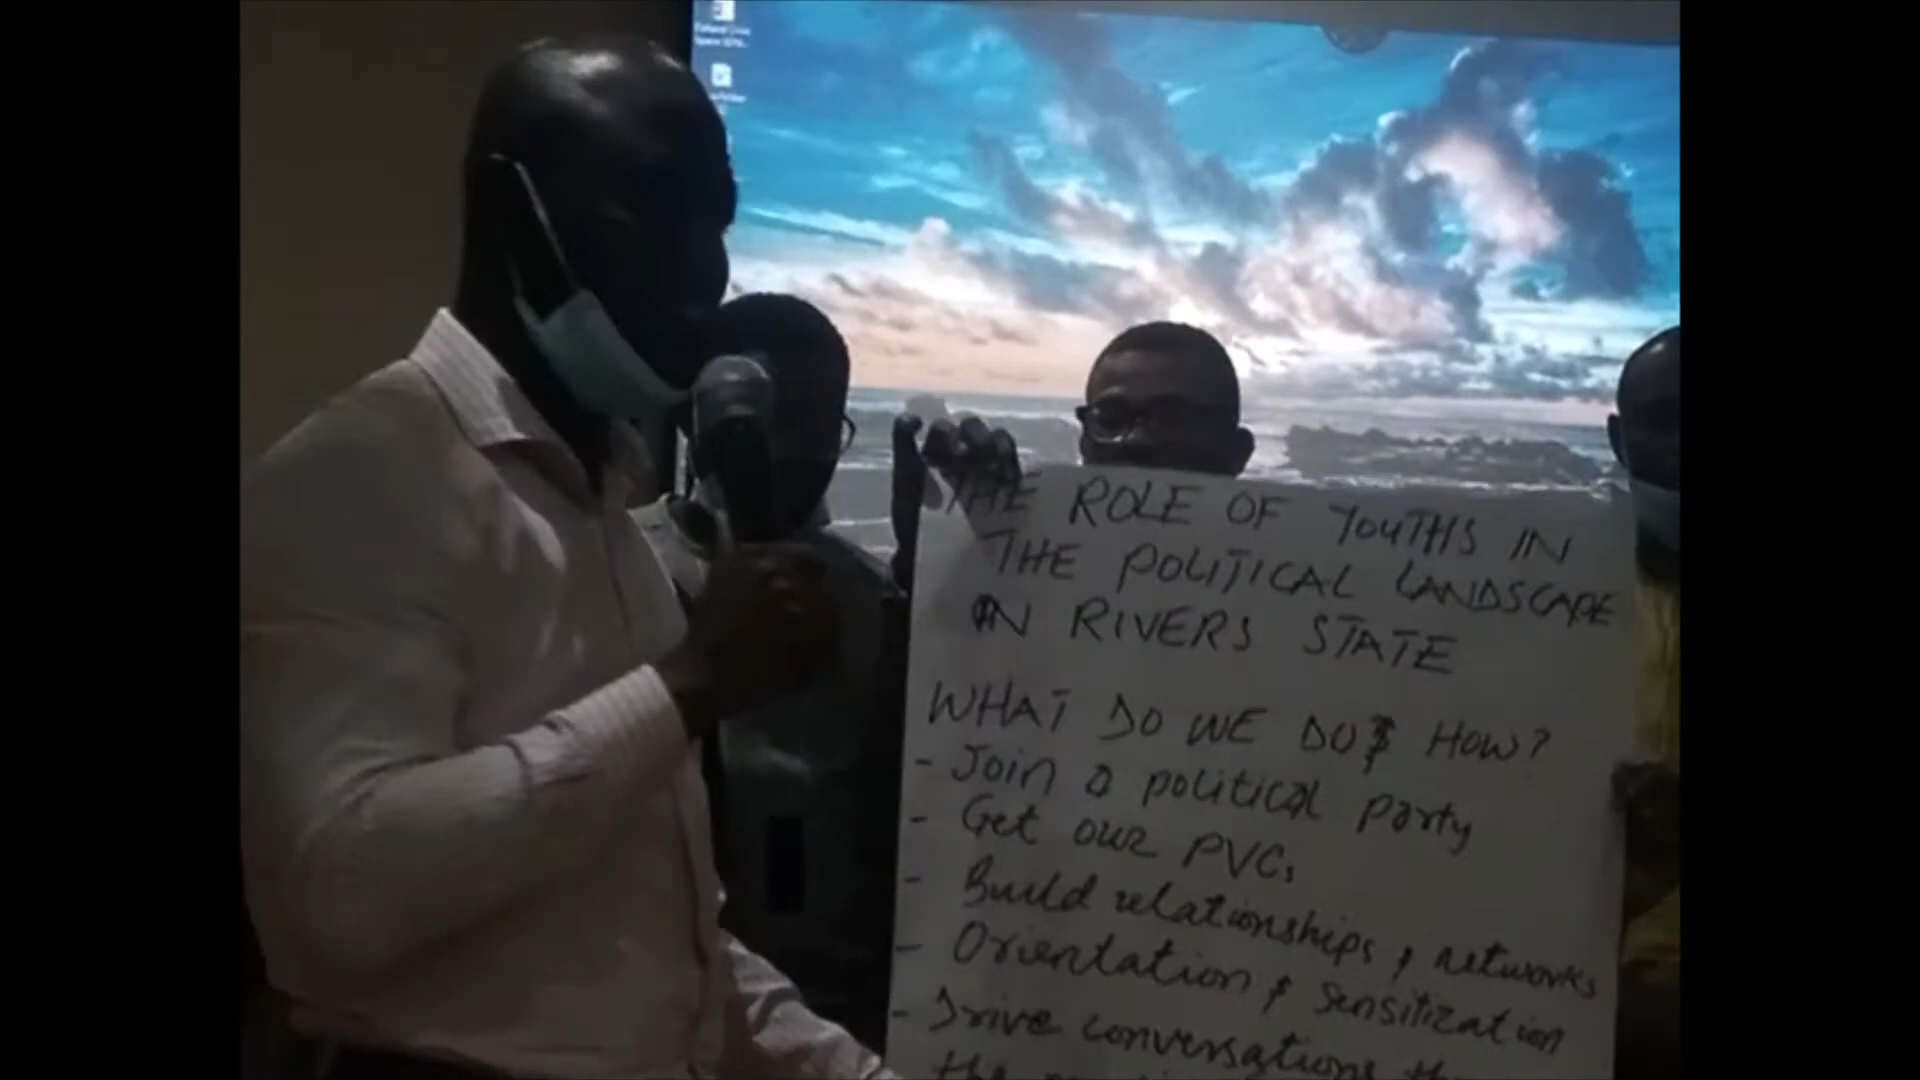 THE ROLE OF YOUTHS IN
THE POLITICAL LANDSCAPE
IN RIVERS STATE
WHAT DO WE DO & HOW?
- Join a political party
- Get our PVCs
- Build relationships & networks
- Orientation & Sensitization
- Drive conversations
the